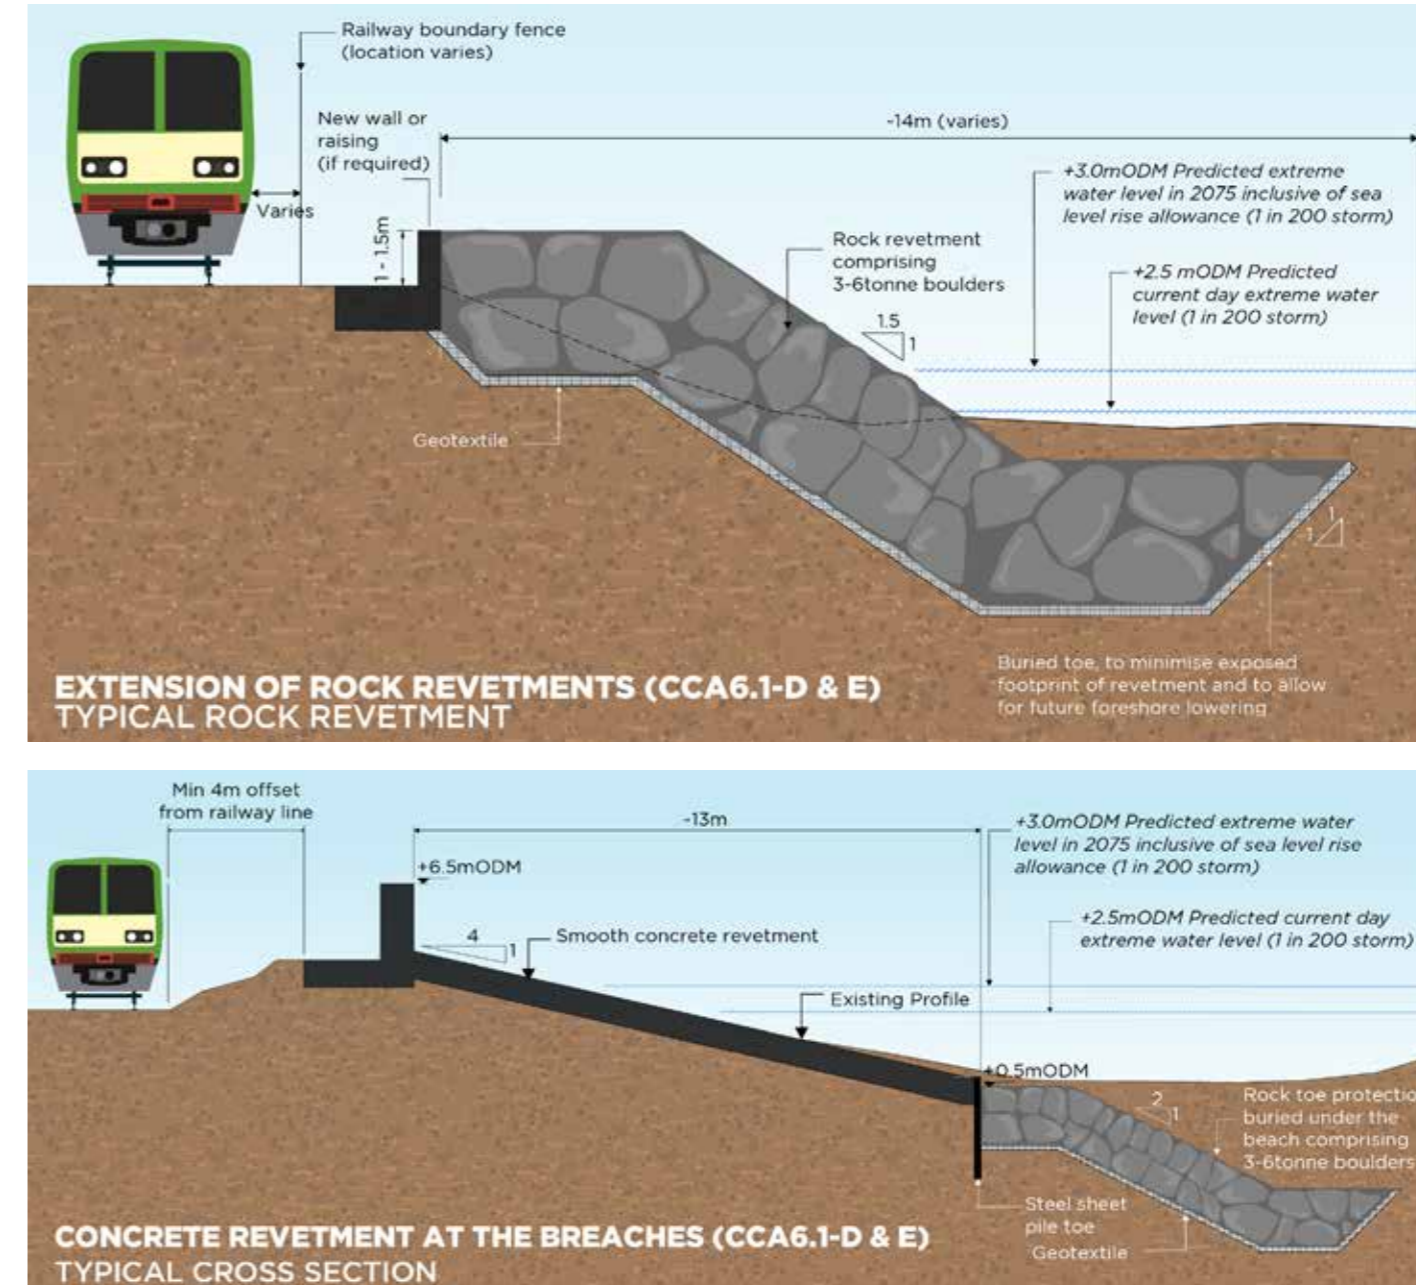 Railway boundary fence
(location varies)
New wall or
raising
(if required)
~14m (varies)
+3.0mODM Predicted extreme
water level in 2075 inclusive of sea
level rise allowance (1 in 200 storm)
Varies
1 - 1.5m
Rock revetment
comprising
3-6tonne boulders
+2.5 mODM Predicted
current day extreme water
level (1 in 200 storm)
1.5
1
Geotextile
1
1
Buried toe, to minimise exposed
footprint of revetment and to allow
for future foreshore lowering
EXTENSION OF ROCK REVETMENTS (CCA6.1-D & E)
TYPICAL ROCK REVETMENT
Min 4m offset
from railway line
~13m
+3.0mODM Predicted extreme water
level in 2075 inclusive of sea level rise
allowance (1 in 200 storm)
+6.5mODM
+2.5mODM Predicted current day
extreme water level (1 in 200 storm)
4
1
Smooth concrete revetment
Existing Profile
+0.5mODM
2
1
Rock toe protectio
buried under the
beach comprising
3-6tonne boulders
Steel sheet
pile toe
Geotextile
CONCRETE REVETMENT AT THE BREACHES (CCA6.1-D & E)
TYPICAL CROSS SECTION